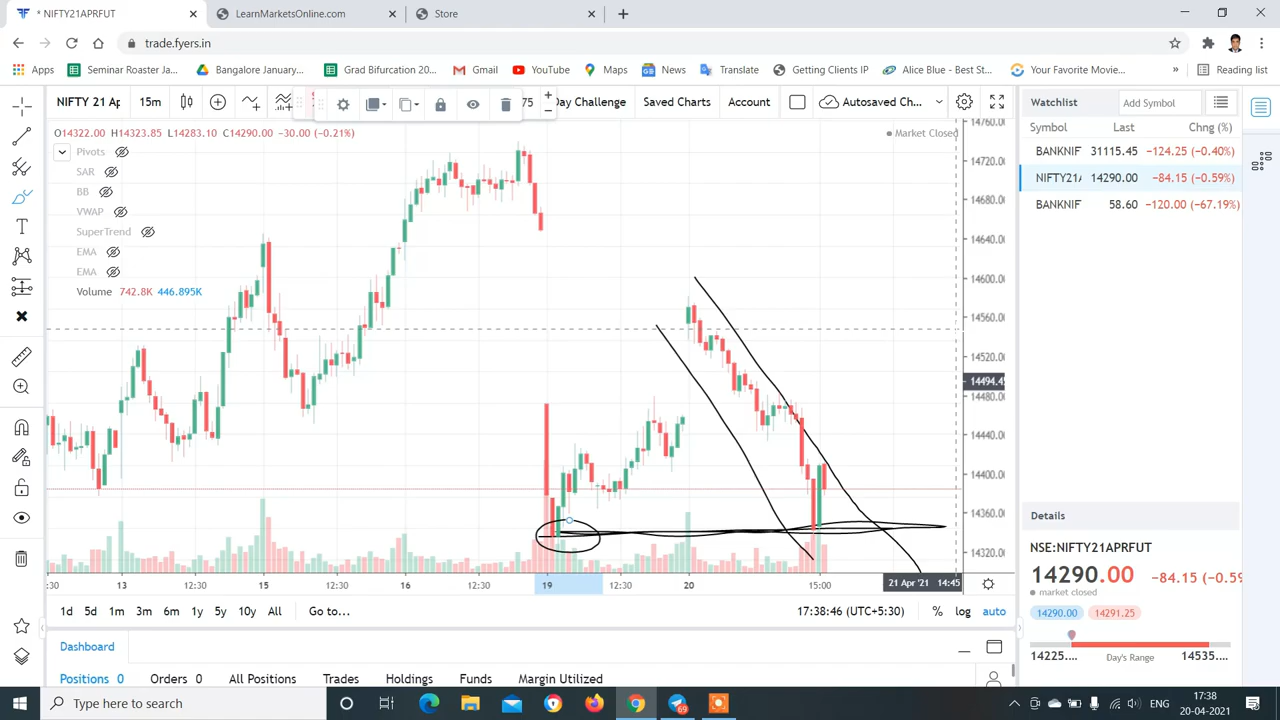 * NIFTY21APRFUT
LearnMarketsOnline.com
Store
trade.fyers.in
Apps
Seminar Roaster Ja...
Bangalore January...
Grad Bifurcation 20...
Gmail
YouTube
Maps
News
Translate
Getting Clients IP
Alice Blue - Best St...
Your Favorite Movie...
»
Reading list
NIFTY 21 Ap
15m
75
Day Challenge
Saved Charts
Account
Autosaved Ch...
Watchlist
Add Symbol
O14322.00 H14323.85 L14283.10 C14290.00 −30.00 (−0.21%)
Market Closed
Pivots
SAR
BB
VWAP
SuperTrend
EMA
EMA
Volume 742.8K 446.895K
Symbol Last Chng (%)
BANKNIF 31115.45 −124.25 (−0.40%)
NIFTY21 14290.00 −84.15 (−0.59%)
BANKNIF 58.60 −120.00 (−67.19%)
14760.00
14720.00
14680.00
14640.00
14600.00
14560.00
14520.00
14494.45
14480.00
14440.00
14400.00
14360.00
14320.00
:30 13 12:30 15 12:30 16 12:30 19 12:30 20 15:00
21 Apr '21 14:45
1d 5d 1m 3m 6m 1y 5y 10y All Go to...
17:38:46 (UTC+5:30) % log auto
Details
NSE:NIFTY21APRFUT
14290.00 −84.15 (−0.59
market closed
14290.00 14291.25
14225.... Day's Range 14535....
Dashboard
Positions 0 Orders 0 All Positions Trades Holdings Funds Margin Utilized
Type here to search
69
ENG
17:38
20-04-2021